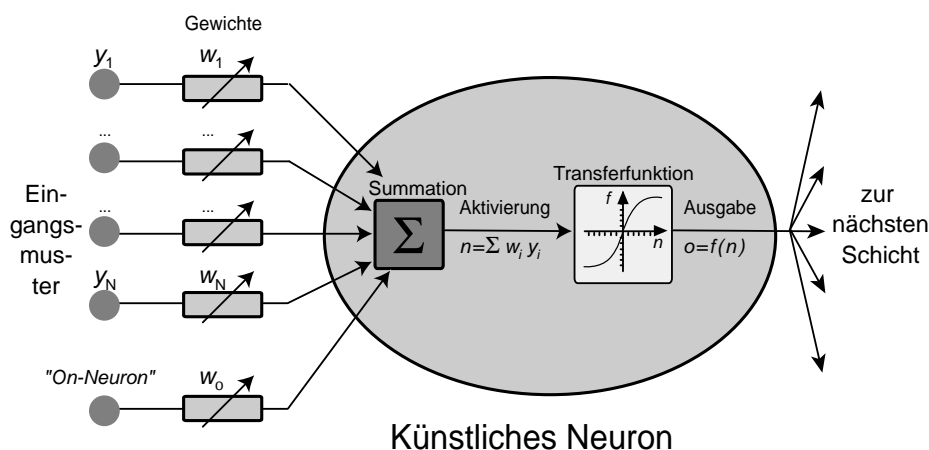 Gewichte
y1
w1
...
...
...
...
yN
wN
"On-Neuron"
wo
Ein-
gangs-
mus-
ter
Summation
Σ
Aktivierung
n=Σ wi yi
Transferfunktion
f
n
Ausgabe
o=f(n)
zur
nächsten
Schicht
Künstliches Neuron